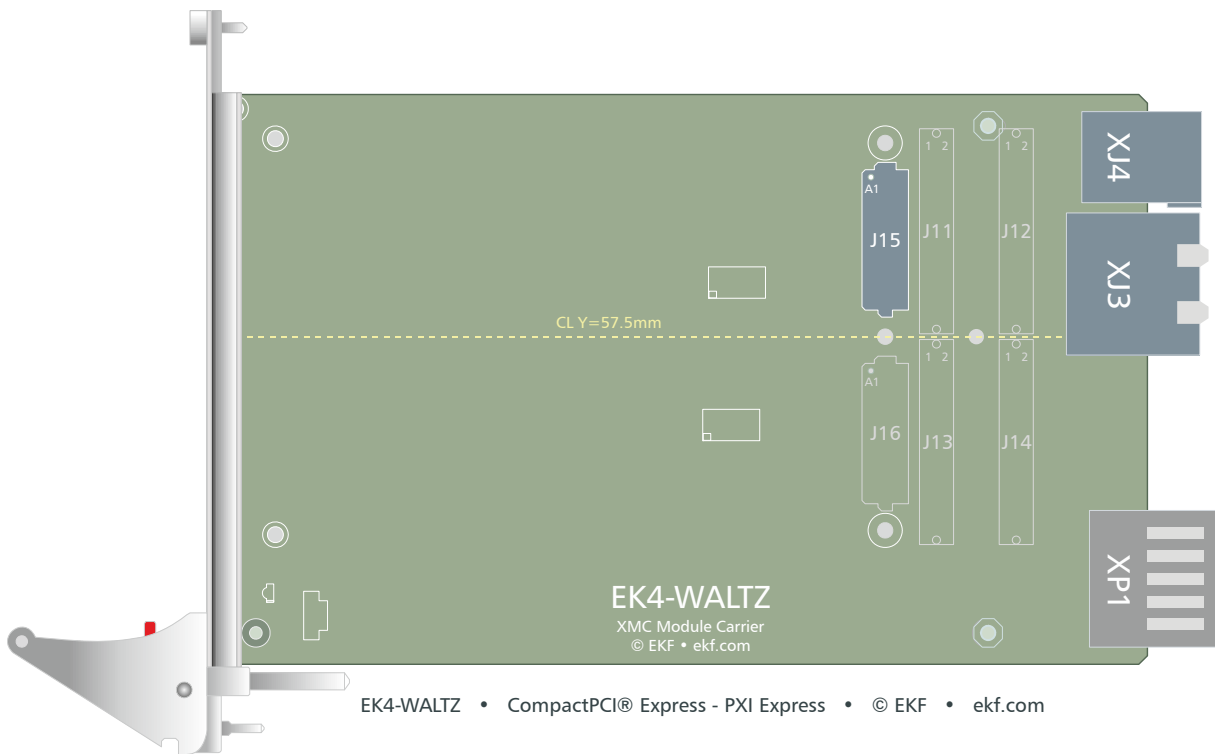 XJ4
1 2
1 2
A1
J15
J11
J12
XJ3
CL Y=57.5mm
1 2
1 2
A1
J16
J13
J14
XP1
EK4-WALTZ
XMC Module Carrier
© EKF • ekf.com
EK4-WALTZ • CompactPCI® Express - PXI Express • © EKF • ekf.com